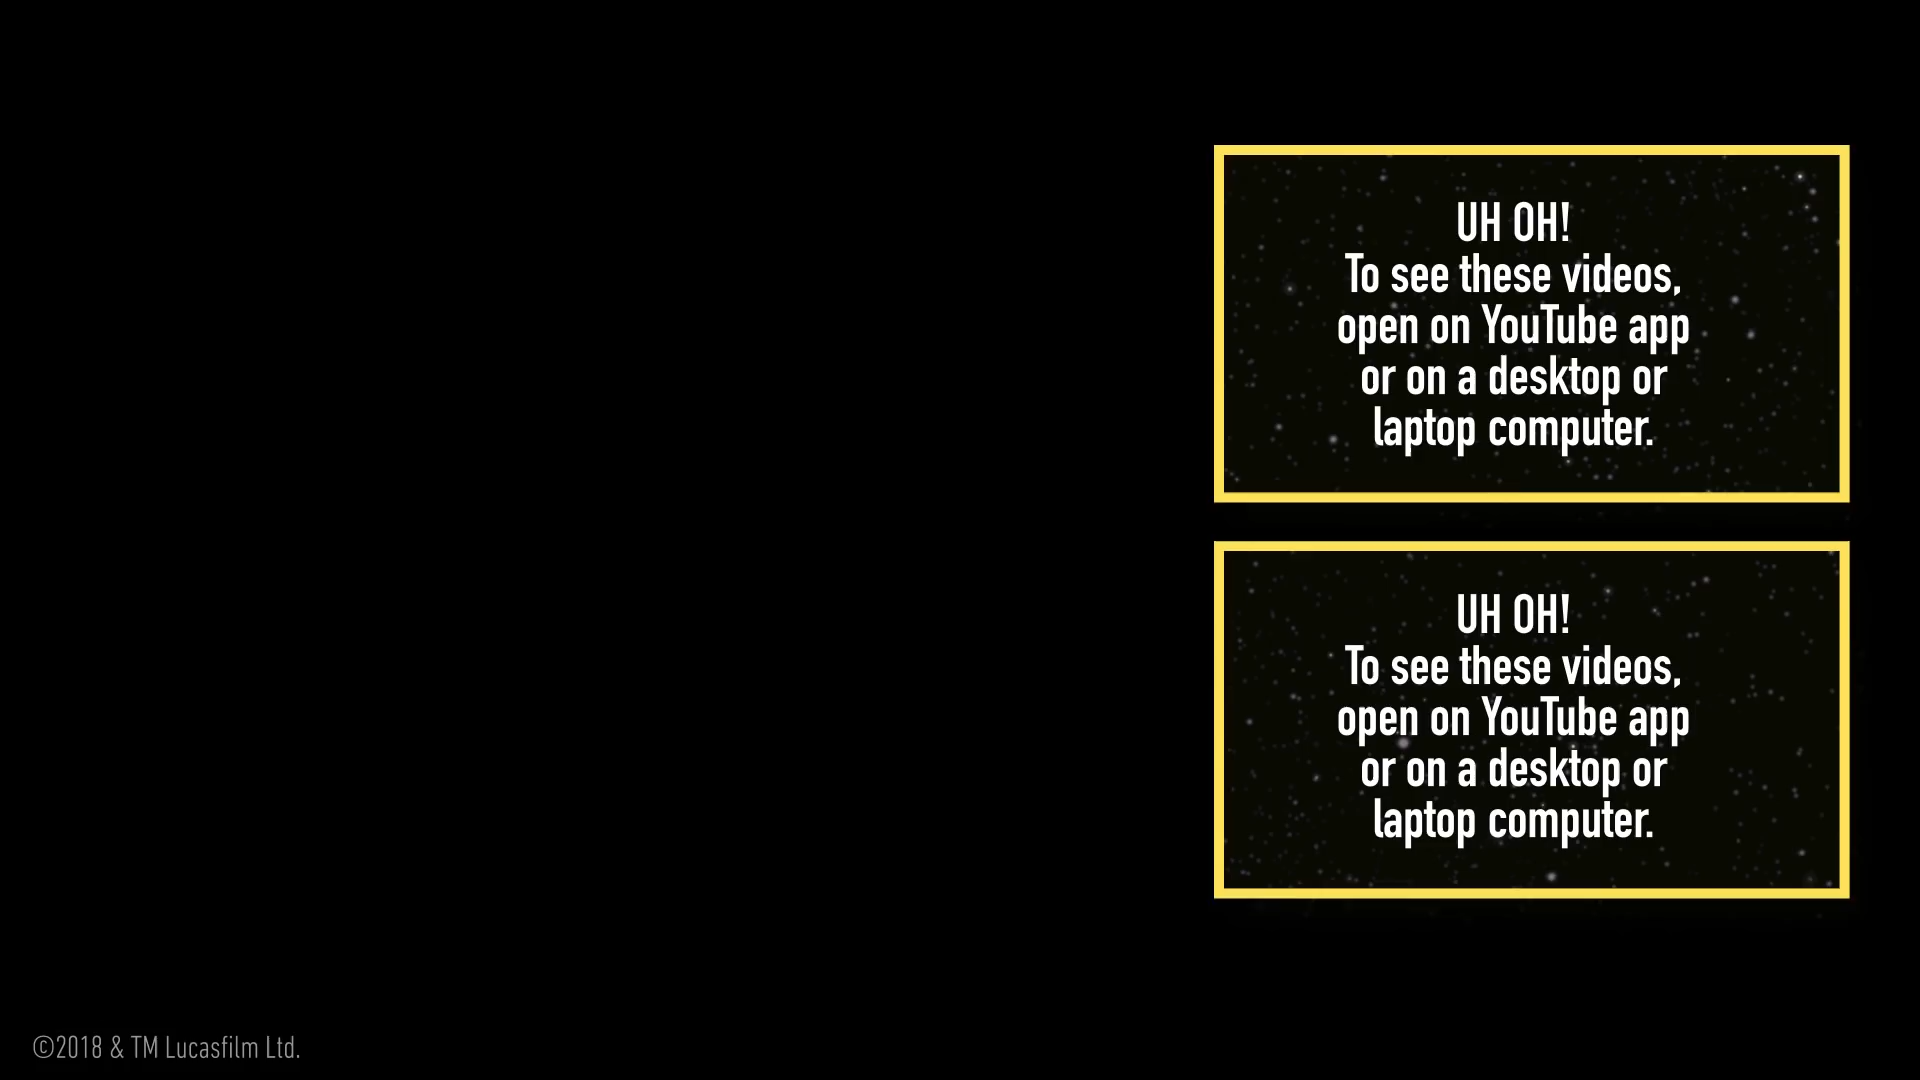 UH OH!
To see these videos,
open on YouTube app
or on a desktop or
laptop computer.
UH OH!
To see these videos,
open on YouTube app
or on a desktop or
laptop computer.
©2018 & TM Lucasfilm Ltd.